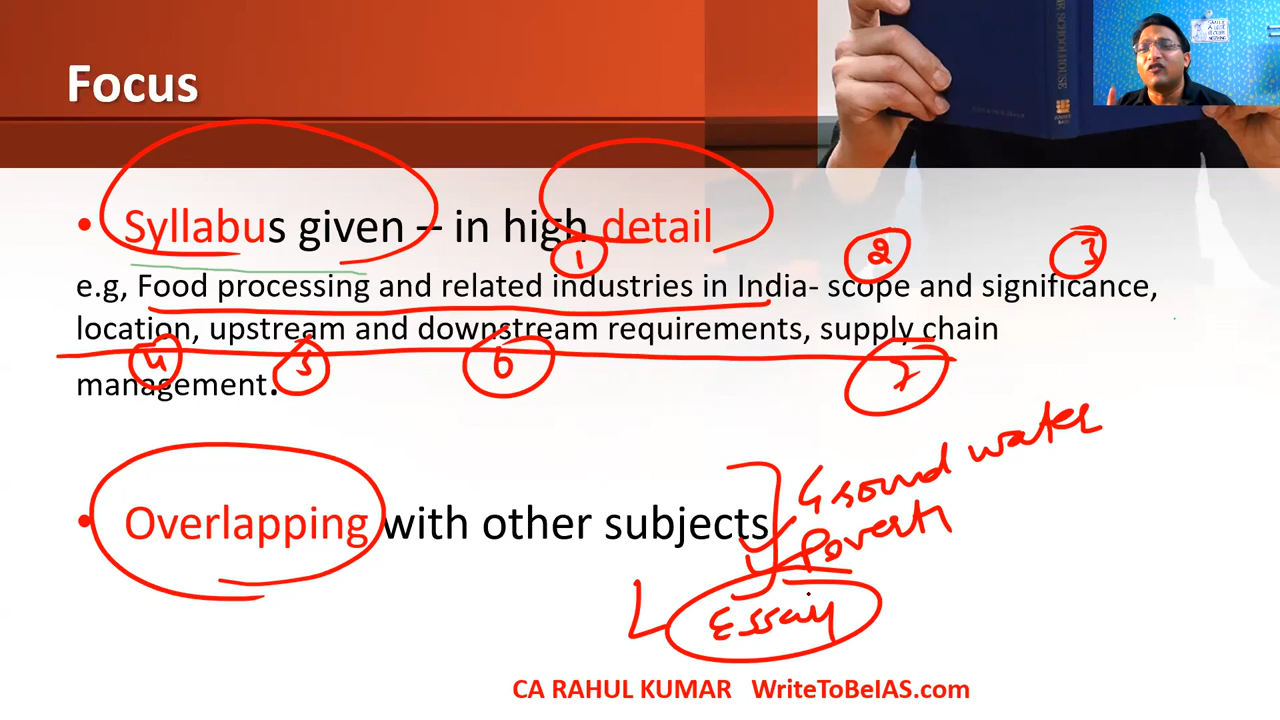 Focus
• Syllabus given – in high detail
1 2 3
e.g, Food processing and related industries in India- scope and significance,
location, upstream and downstream requirements, supply chain
4 5 6 7
management.
Ground water
• Overlapping with other subjects
Poverty
Essay
CA RAHUL KUMAR WriteToBeIAS.com